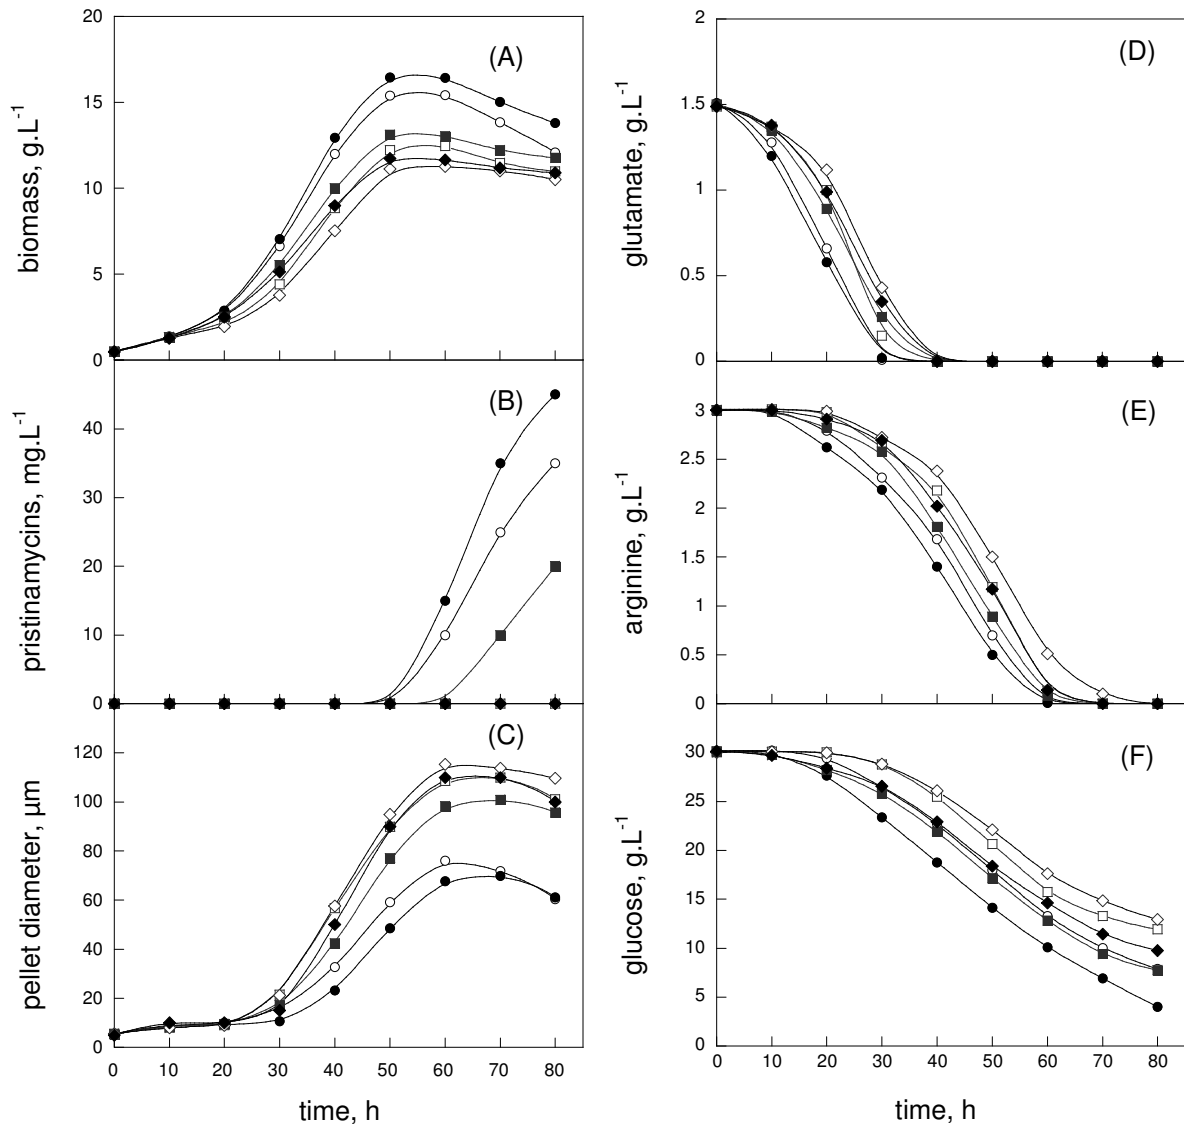 (A)
biomass, g.L-1
20
15
10
5
0
(B)
pristinamycins, mg.L-1
40
30
20
10
0
(C)
pellet diameter, µm
120
100
80
60
40
20
0
0 10 20 30 40 50 60 70 80
time, h
(D)
glutamate, g.L-1
2
1.5
1
0.5
0
(E)
arginine, g.L-1
3
2.5
2
1.5
1
0.5
0
(F)
glucose, g.L-1
30
25
20
15
10
5
0
0 10 20 30 40 50 60 70 80
time, h